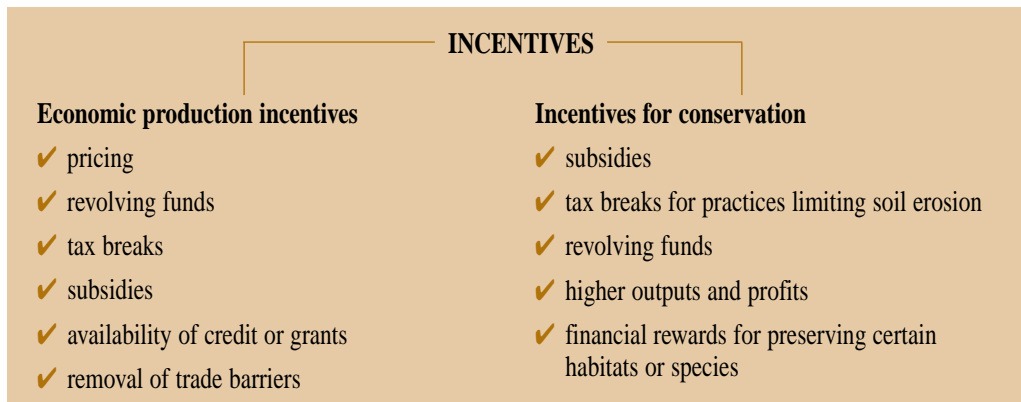 INCENTIVES
Economic production incentives
✔ pricing
✔ revolving funds
✔ tax breaks
✔ subsidies
✔ availability of credit or grants
✔ removal of trade barriers
Incentives for conservation
✔ subsidies
✔ tax breaks for practices limiting soil erosion
✔ revolving funds
✔ higher outputs and profits
✔ financial rewards for preserving certain
habitats or species